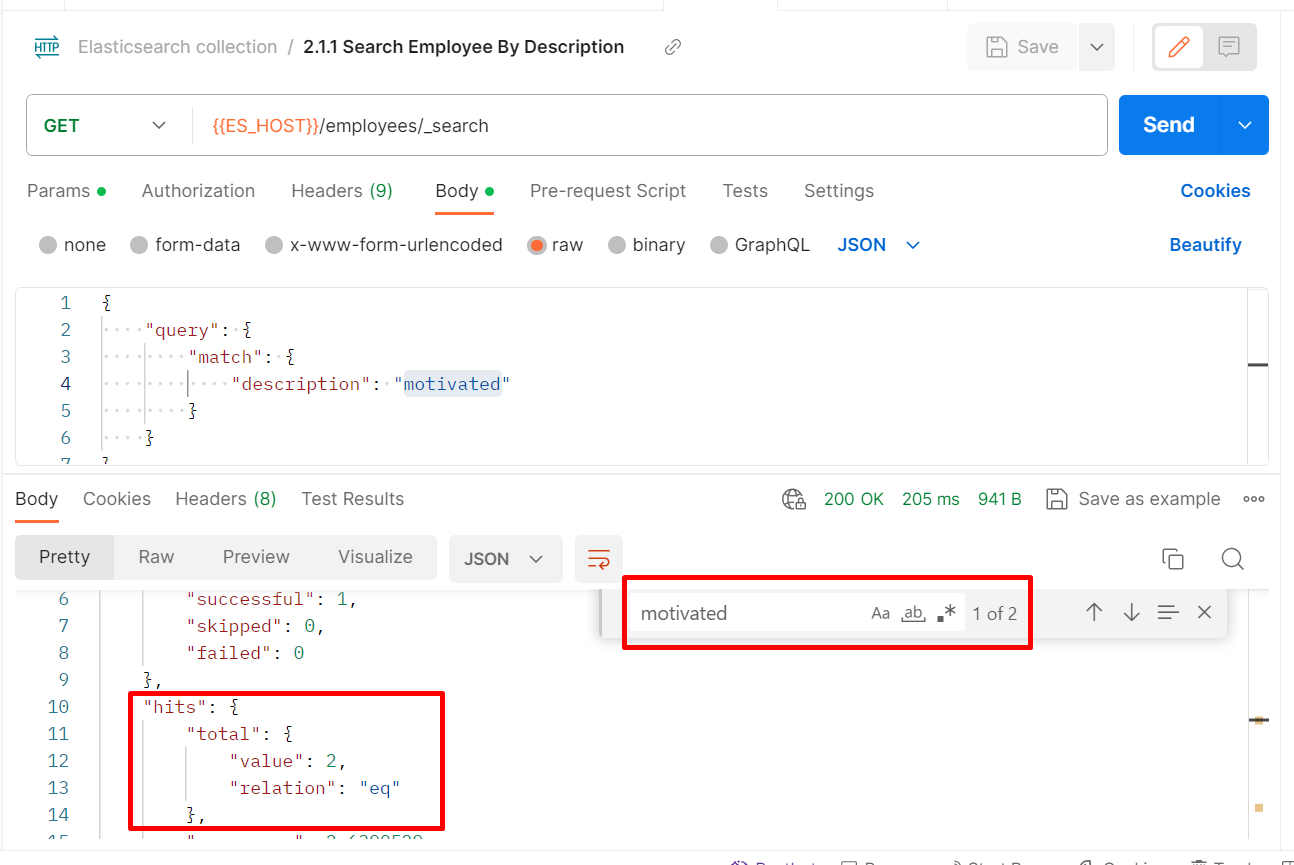 HTTP Elasticsearch collection / 2.1.1 Search Employee By Description Save
GET {{ES_HOST}}/employees/_search Send
Params Authorization Headers (9) Body Pre-request Script Tests Settings Cookies
none form-data x-www-form-urlencoded raw binary GraphQL JSON Beautify
1 {
2 "query": {
3 "match": {
4 "description": "motivated"
5 }
6 }
7 }
Body Cookies Headers (8) Test Results 200 OK 205 ms 941 B Save as example
Pretty Raw Preview Visualize JSON
motivated Aa ab 1 of 2
6 "successful": 1,
7 "skipped": 0,
8 "failed": 0
9 },
10 "hits": {
11 "total": {
12 "value": 2,
13 "relation": "eq"
14 },
15